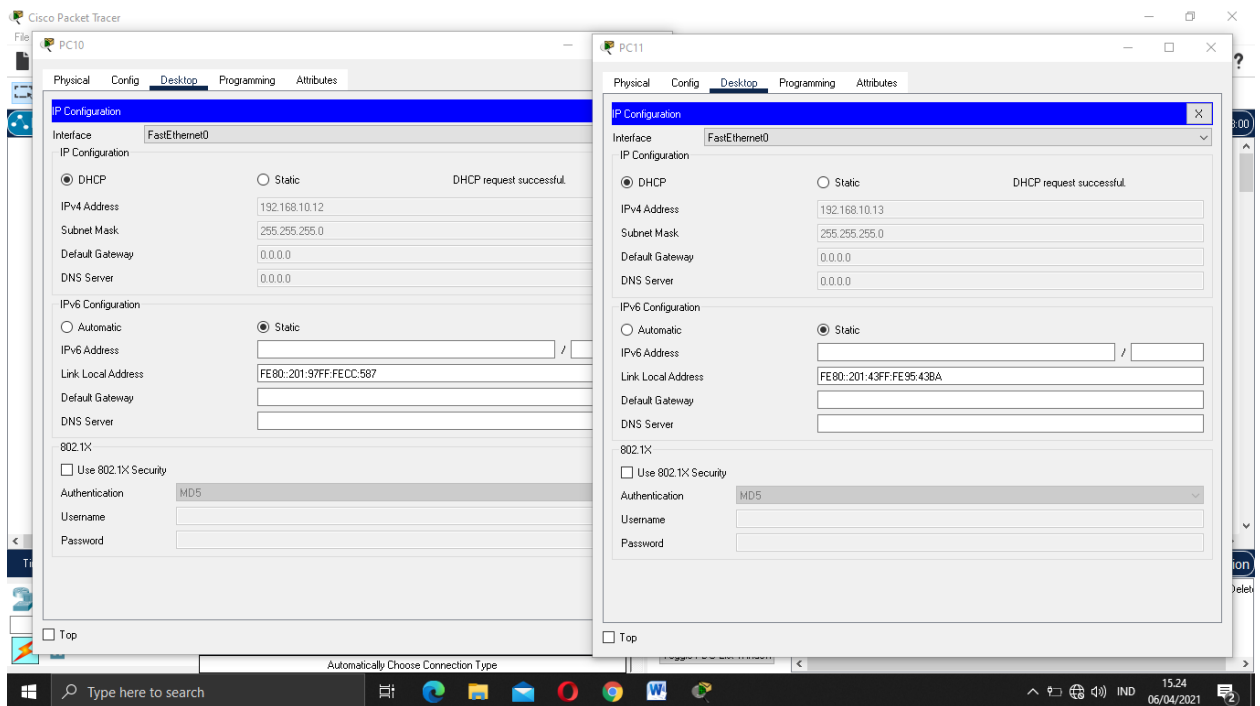 Cisco Packet Tracer
File
PC10
Physical Config Desktop Programming Attributes
IP Configuration
Interface FastEthernet0
IP Configuration
DHCP Static DHCP request successful.
IPv4 Address 192.168.10.12
Subnet Mask 255.255.255.0
Default Gateway 0.0.0.0
DNS Server 0.0.0.0
IPv6 Configuration
Automatic Static
IPv6 Address /
Link Local Address FE80::201:97FF:FECC:587
Default Gateway
DNS Server
802.1X
Use 802.1X Security
Authentication MD5
Username
Password
Top
PC11
Physical Config Desktop Programming Attributes
IP Configuration X
Interface FastEthernet0
IP Configuration
DHCP Static DHCP request successful.
IPv4 Address 192.168.10.13
Subnet Mask 255.255.255.0
Default Gateway 0.0.0.0
DNS Server 0.0.0.0
IPv6 Configuration
Automatic Static
IPv6 Address /
Link Local Address FE80::201:43FF:FE95:43BA
Default Gateway
DNS Server
802.1X
Use 802.1X Security
Authentication MD5
Username
Password
Top
?
Automatically Choose Connection Type
Type here to search
IND
15.24
06/04/2021
2